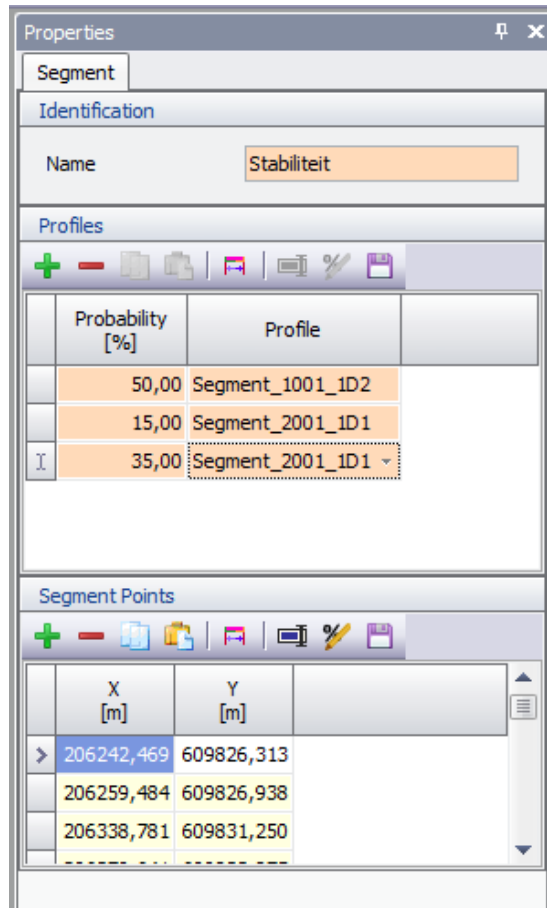 Properties
Segment
Identification
Name Stabiliteit
Profiles
Probability [%] Profile
50,00 Segment_1001_1D2
15,00 Segment_2001_1D1
35,00 Segment_2001_1D1
Segment Points
X [m] Y [m]
206242,469 609826,313
206259,484 609826,938
206338,781 609831,250